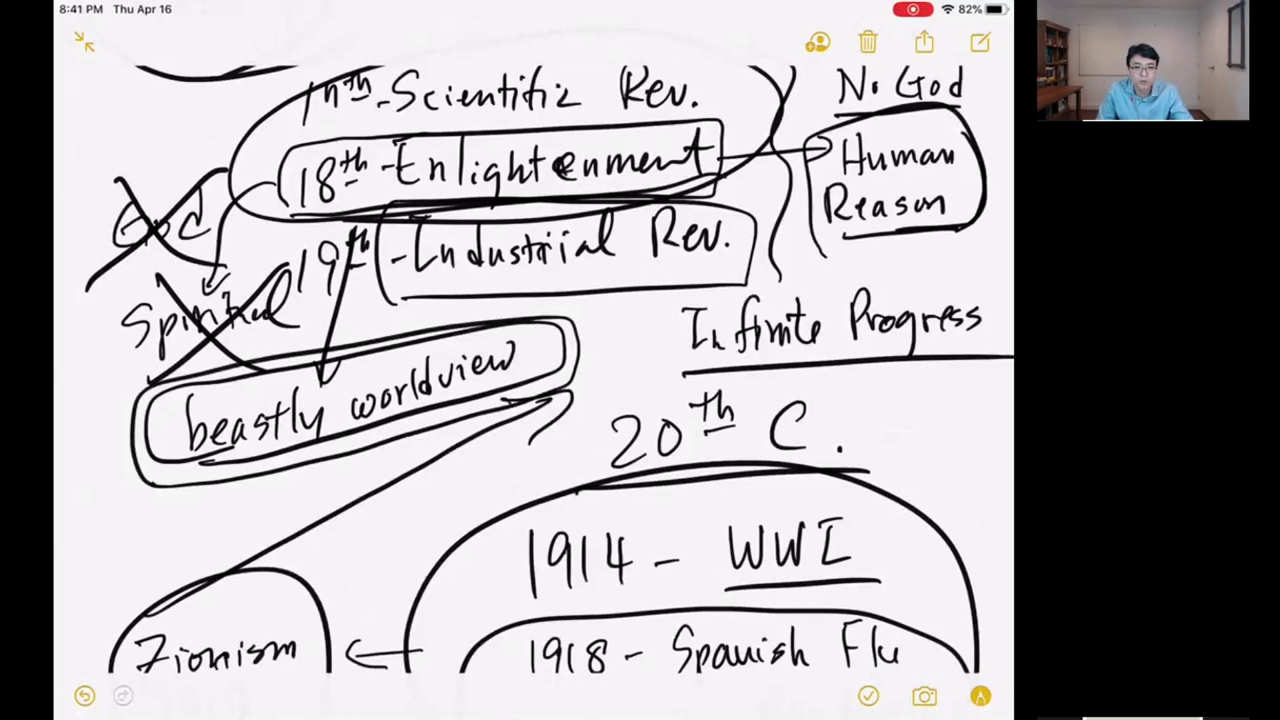 8:41 PM Thu Apr 16
82%
17th - Scientific Rev.
No God
18th - Enlightenment
Human
Reason
God
19th - Industrial Rev.
Spiritual
Infinite Progress
beastly worldview
20th C.
1914 - WWI
Zionism
1918 - Spanish Flu